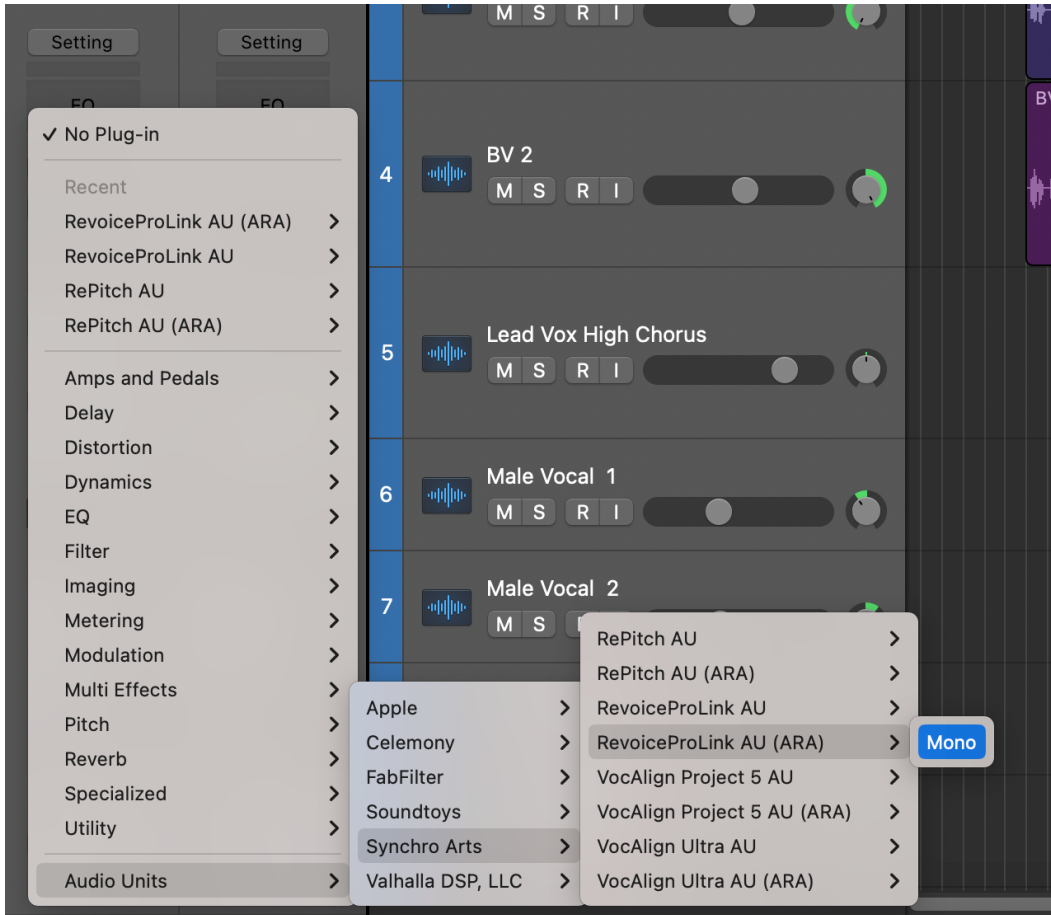 Setting
Setting
EQ
EQ
✓ No Plug-in
Recent
RevoiceProLink AU (ARA)
RevoiceProLink AU
RePitch AU
RePitch AU (ARA)
Amps and Pedals
Delay
Distortion
Dynamics
EQ
Filter
Imaging
Metering
Modulation
Multi Effects
Pitch
Reverb
Specialized
Utility
Audio Units
M S R I
4
BV 2
M S R I
5
Lead Vox High Chorus
M S R I
6
Male Vocal 1
M S R I
7
Male Vocal 2
M S
Apple
Celemony
FabFilter
Soundtoys
Synchro Arts
Valhalla DSP, LLC
RePitch AU
RePitch AU (ARA)
RevoiceProLink AU
RevoiceProLink AU (ARA)
VocAlign Project 5 AU
VocAlign Project 5 AU (ARA)
VocAlign Ultra AU
VocAlign Ultra AU (ARA)
Mono